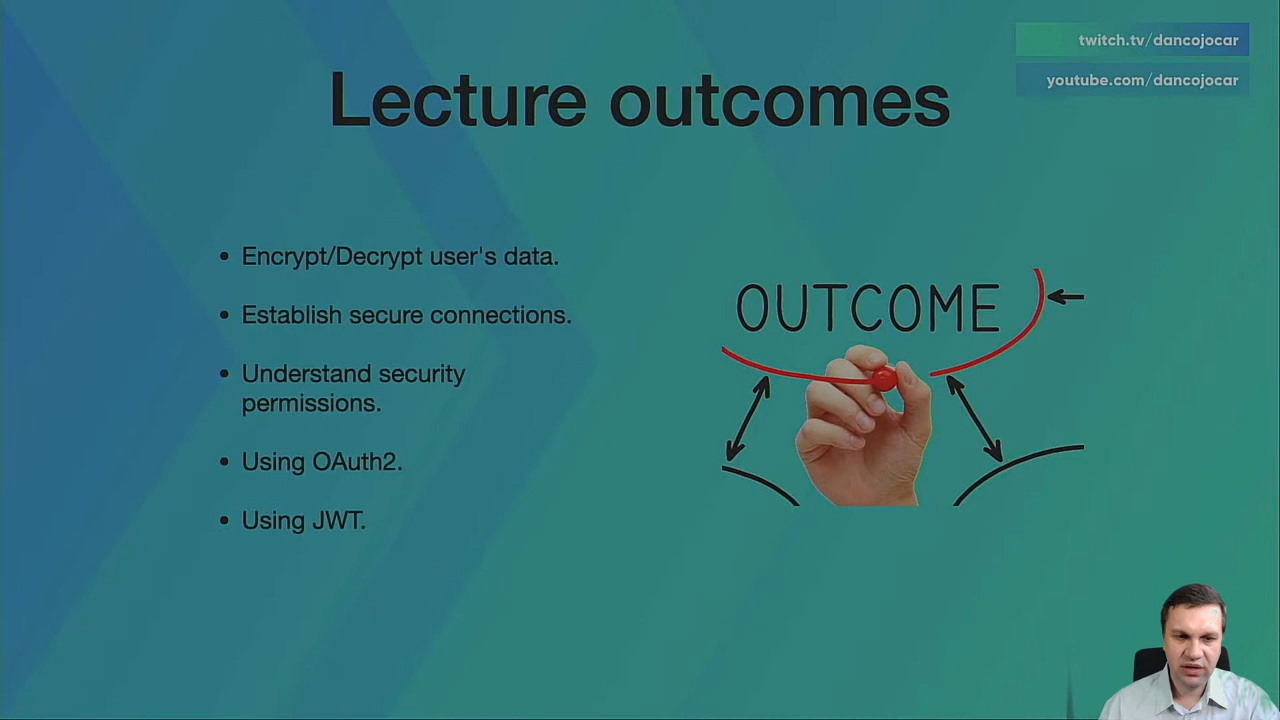 twitch.tv/dancojocar
youtube.com/dancojocar
Lecture outcomes
• Encrypt/Decrypt user's data.
• Establish secure connections.
• Understand security
permissions.
• Using OAuth2.
• Using JWT.
OUTCOME